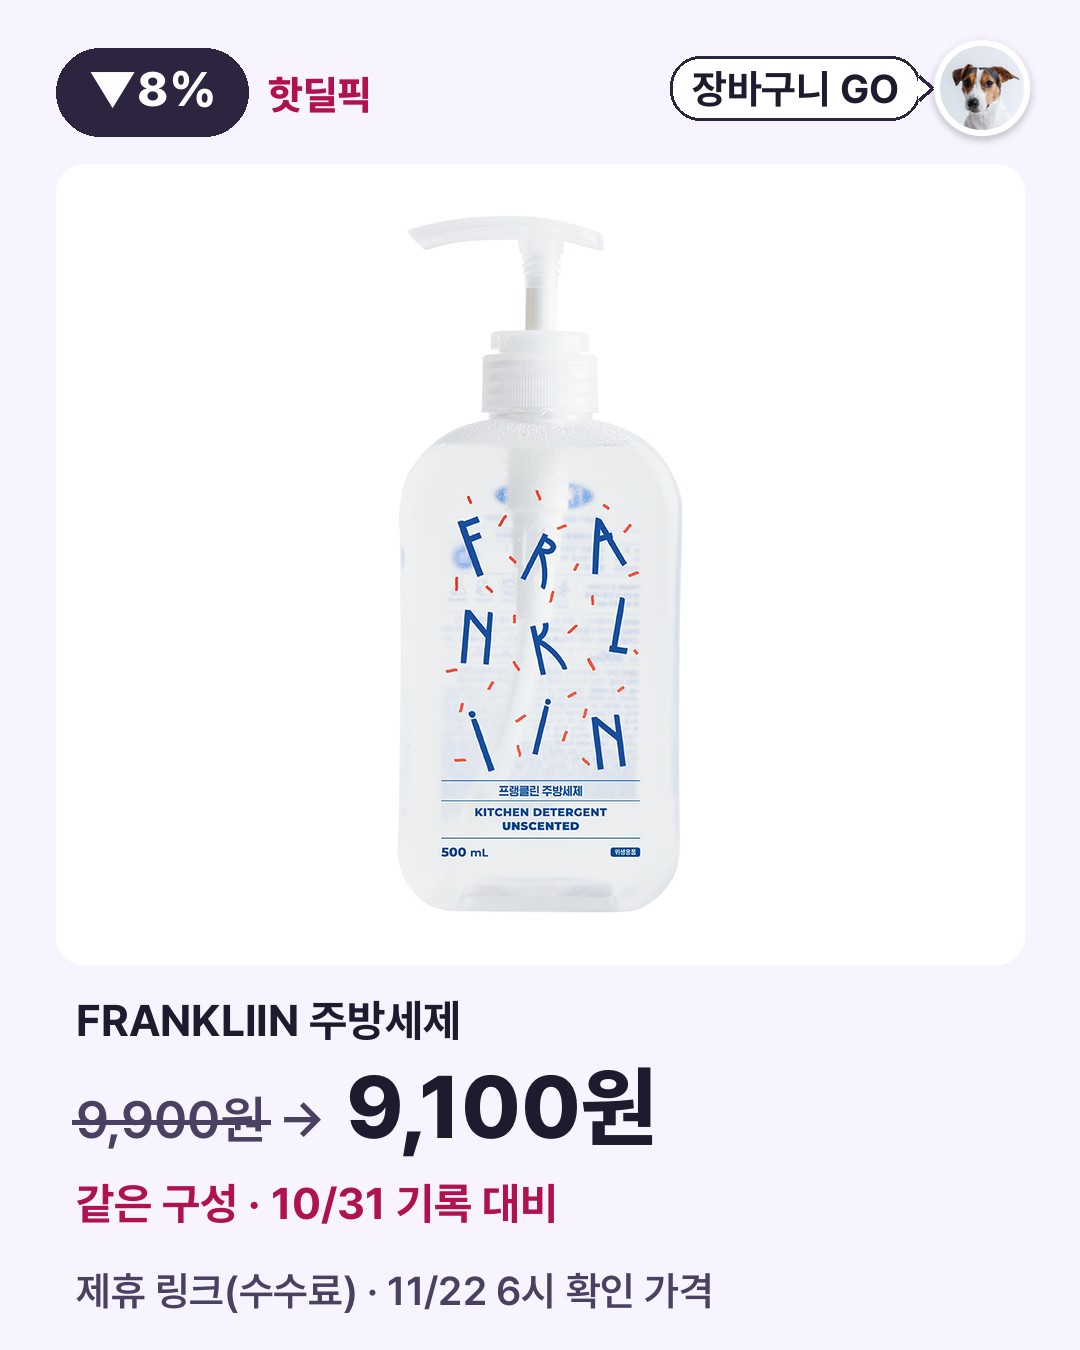 ▼8%
핫딜픽
장바구니 GO
FRA
NKL
iiN
프랭클린 주방세제
KITCHEN DETERGENT
UNSCENTED
500 mL
위생용품
FRANKLIIN 주방세제
9,900원 → 9,100원
같은 구성 · 10/31 기록 대비
제휴 링크(수수료) · 11/22 6시 확인 가격